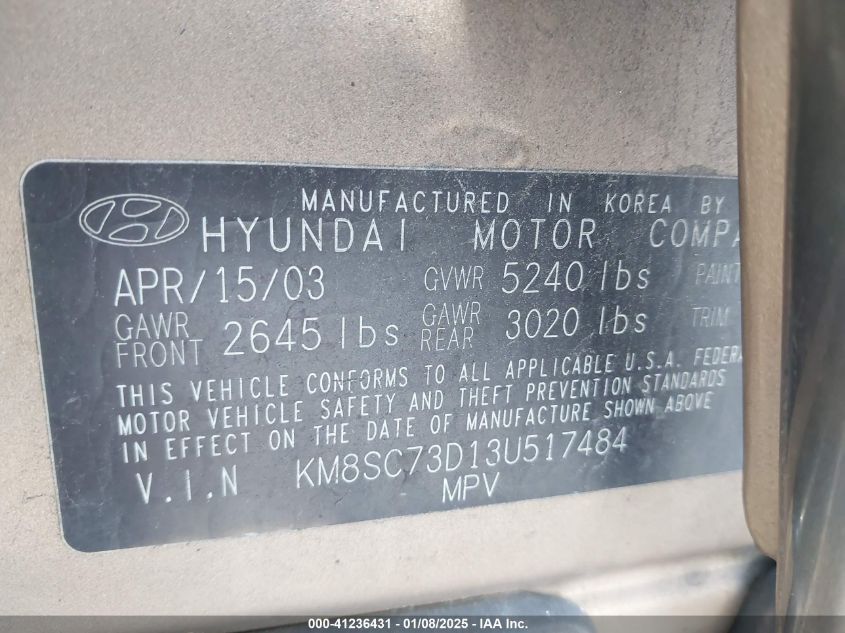 MANUFACTURED IN KOREA BY
HYUNDAI MOTOR
APR/15/03 GVWR 5240 lbs PAINT
GAWR FRONT 2645 lbs GAWR REAR 3020 lbs TRIM
THIS VEHICLE CONFORMS TO ALL APPLICABLE U.S.A.
MOTOR VEHICLE SAFETY AND THEFT PREVENTION STANDARDS
IN EFFECT ON THE DATE OF MANUFACTURE SHOWN ABOVE
V.I.N KM8SC73D13U517484
MPV
000-41236431 - 01/08/2025 - IAA Inc.